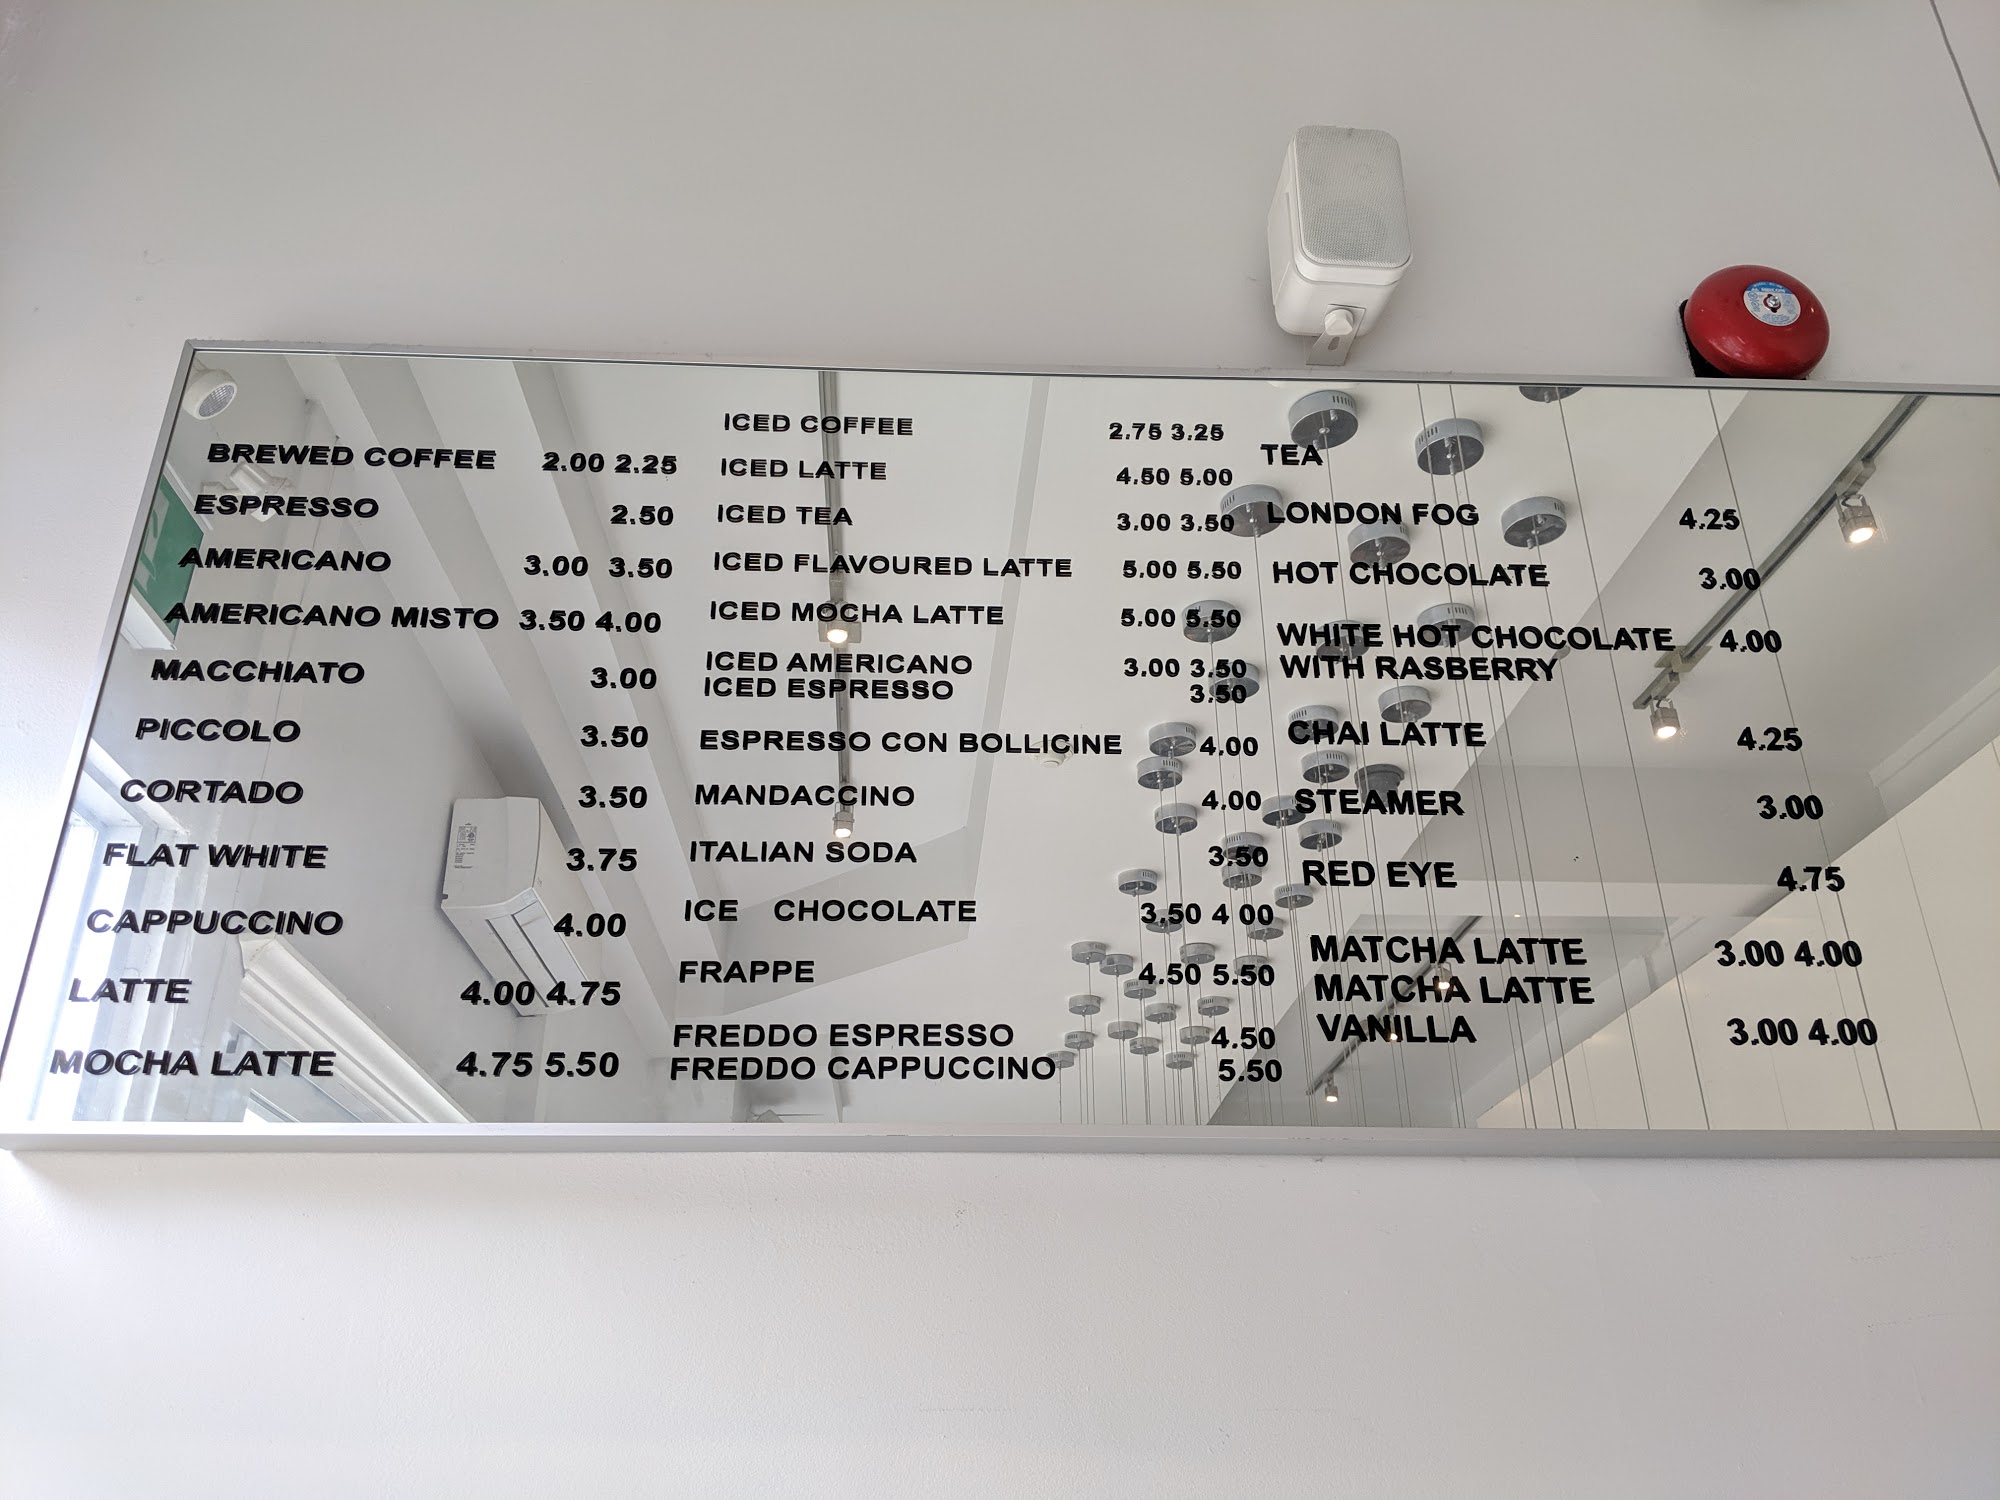 BREWED COFFEE 2.00 2.25
ESPRESSO 2.50
AMERICANO 3.00 3.50
AMERICANO MISTO 3.50 4.00
MACCHIATO 3.00
PICCOLO 3.50
CORTADO 3.50
FLAT WHITE 3.75
CAPPUCCINO 4.00
LATTE 4.00 4.75
MOCHA LATTE 4.75 5.50
ICED COFFEE 2.75 3.25
ICED LATTE 4.50 5.00
ICED TEA 3.00 3.50
ICED FLAVOURED LATTE 5.00 5.50
ICED MOCHA LATTE 5.00 5.50
ICED AMERICANO 3.00 3.50
ICED ESPRESSO 3.50
ESPRESSO CON BOLLICINE 4.00
MANDACCINO 4.00
ITALIAN SODA 3.50
ICE CHOCOLATE 3.50 4 00
FRAPPE 4.50 5.50
FREDDO ESPRESSO 4.50
FREDDO CAPPUCCINO 5.50
TEA
LONDON FOG 4.25
HOT CHOCOLATE 3.00
WHITE HOT CHOCOLATE 4.00
WITH RASBERRY
CHAI LATTE 4.25
STEAMER 3.00
RED EYE 4.75
MATCHA LATTE 3.00 4.00
MATCHA LATTE
VANILLA 3.00 4.00